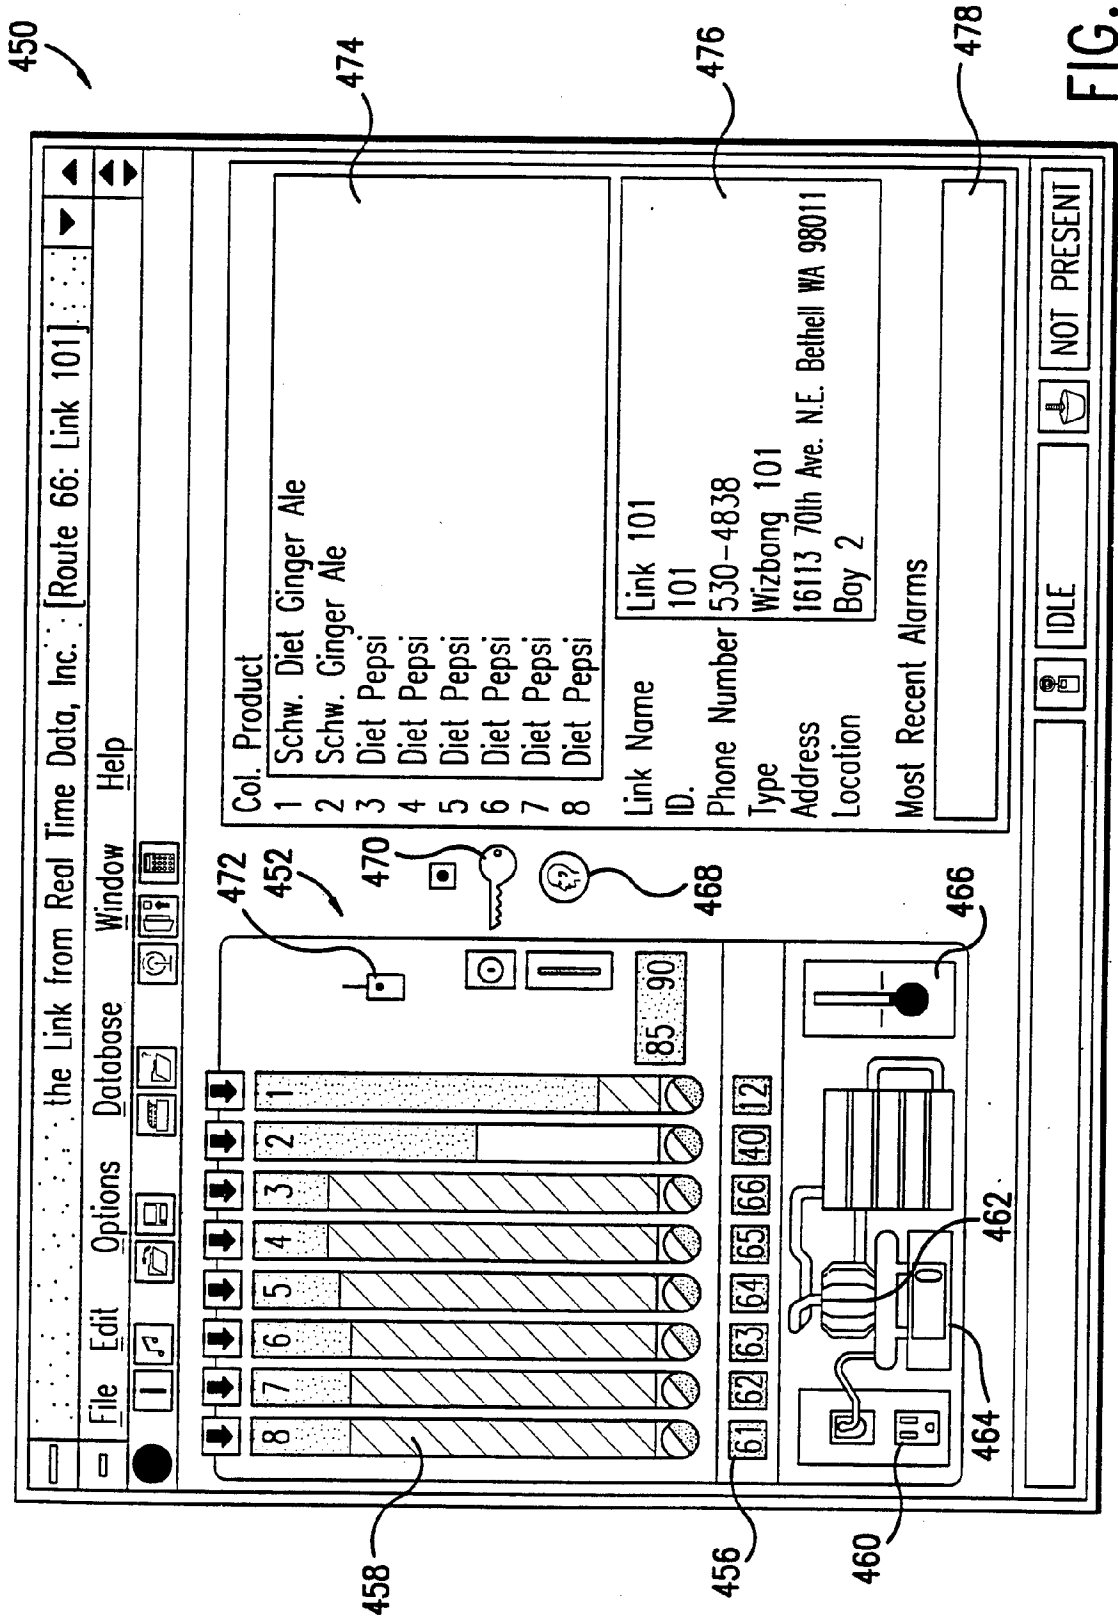 450
the Link from Real Time Data, Inc. [Route 66: Link 101]
File Edit Options Database Window Help
472
452
470
468
474
476
478
8 7 6 5 4 3 2 1
85 90
61 62 63 64 65 66 40 12
458
456
460
464
462
466
Col. Product
1 Schw. Diet Ginger Ale
2 Schw. Ginger Ale
3 Diet Pepsi
4 Diet Pepsi
5 Diet Pepsi
6 Diet Pepsi
7 Diet Pepsi
8 Diet Pepsi
Link Name Link 101
ID. 101
Phone Number 530-4838
Type Wizbang 101
Address 16113 70th Ave. N.E. Bethell WA 98011
Location Bay 2
Most Recent Alarms
IDLE
NOT PRESENT
FIG.